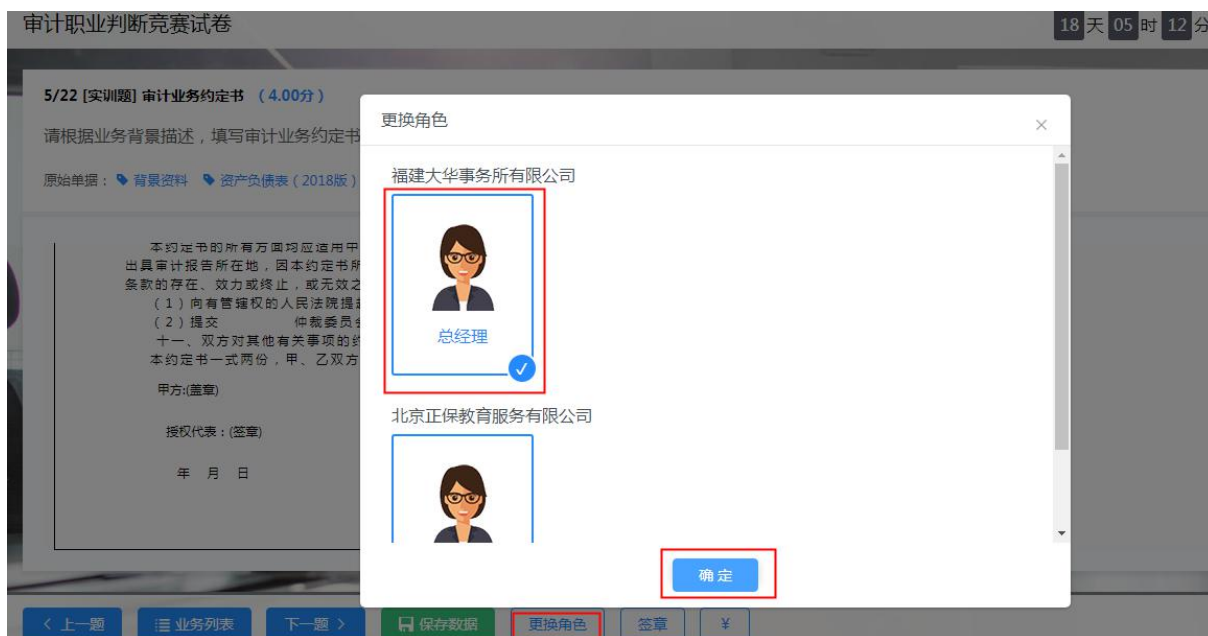 审计职业判断竞赛试卷
18 天 05 时 12 分
5/22 [实训题] 审计业务约定书 （4.00分）
请根据业务背景描述，填写审计业务约定书
原始单据： 背景资料 资产负债表（2018版）
本约定书的所有方面均应适用中
出具审计报告所在地，因本约定书所
条款的存在、效力或终止，或无效之
（1）向有管辖权的人民法院提起
（2）提交 仲裁委员会
十一、双方对其他有关事项的约
本约定书一式两份，甲、乙双方
甲方:(盖章)
授权代表：(签章)
年 月 日
更换角色
×
福建大华事务所有限公司
总经理
北京正保教育服务有限公司
确定
< 上一题
业务列表
下一题 >
保存数据
更换角色
签章
¥